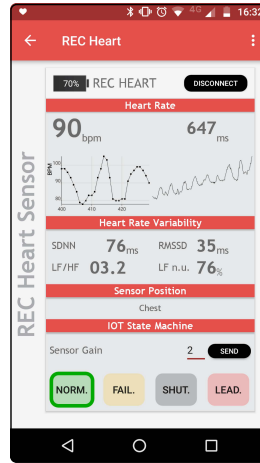 4G 16:32
REC Heart
REC Heart Sensor
70% REC HEART DISCONNECT
Heart Rate
90bpm 647ms
BPM
100
90
80
400 410 420
Heart Rate Variability
SDNN 76ms RMSSD 35ms
LF/HF 03.2 LF n.u. 76%
Sensor Position
Chest
IOT State Machine
Sensor Gain 2 SEND
NORM. FAIL. SHUT. LEAD.